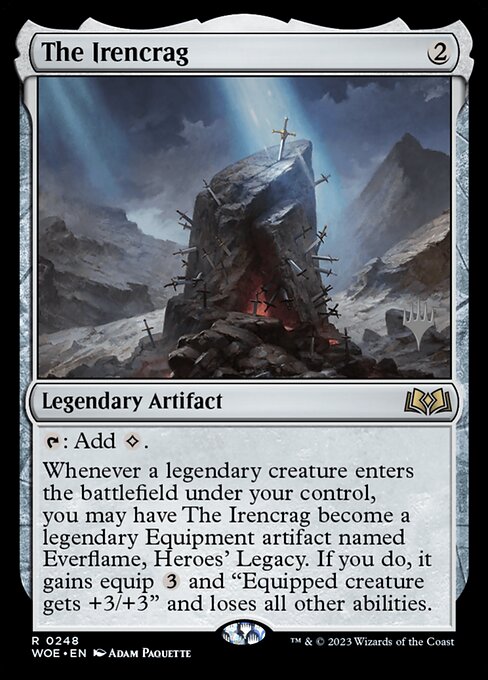 The Irencrag 2
Legendary Artifact
: Add .
Whenever a legendary creature enters
the battlefield under your control,
you may have The Irencrag become a
legendary Equipment artifact named
Everflame, Heroes’ Legacy. If you do, it
gains equip 3 and “Equipped creature
gets +3/+3” and loses all other abilities.
R 0248
™ & © 2023 Wizards of the Coast
WOE • EN Adam Paquette